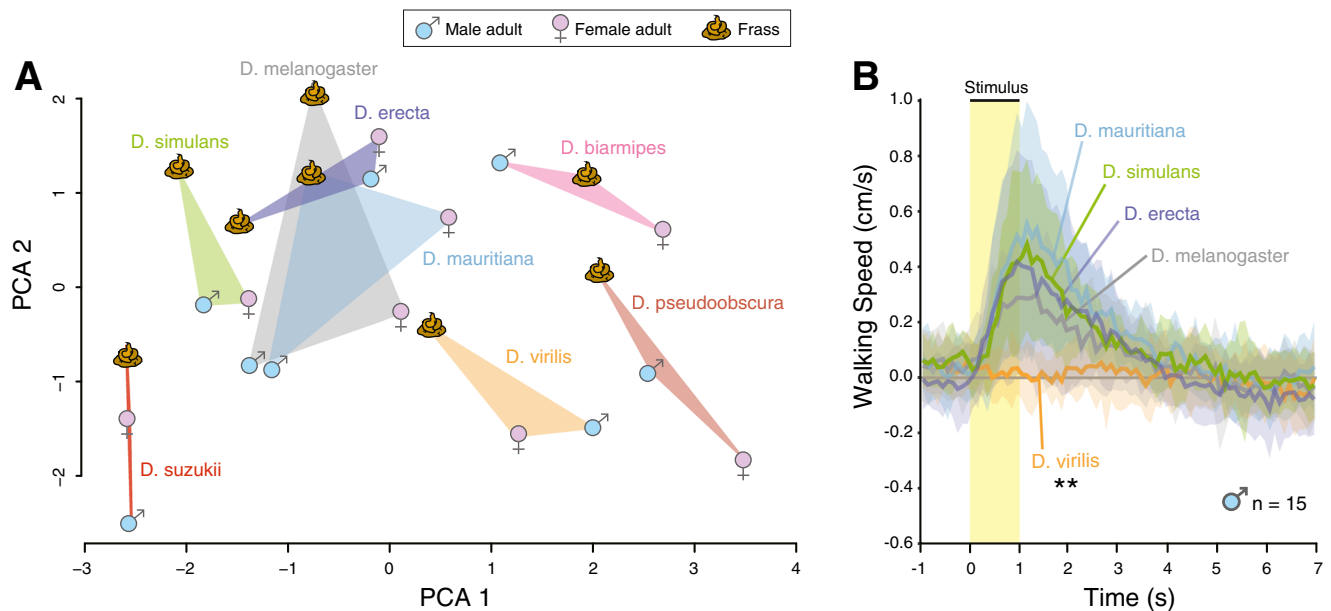 Male adult Female adult Frass
A
D. melanogaster
D. erecta
D. simulans
D. biarmipes
D. mauritiana
D. pseudoobscura
D. virilis
D. suzukii
PCA 2
2
1
0
−1
−2
−3 −2 −1 0 1 2 3 4
PCA 1
B
Stimulus
D. mauritiana
D. simulans
D. erecta
D. melanogaster
D. virilis
**
n = 15
Walking Speed (cm/s)
1.0
0.8
0.6
0.4
0.2
0.0
-0.2
-0.4
-0.6
-1 0 1 2 3 4 5 6 7
Time (s)